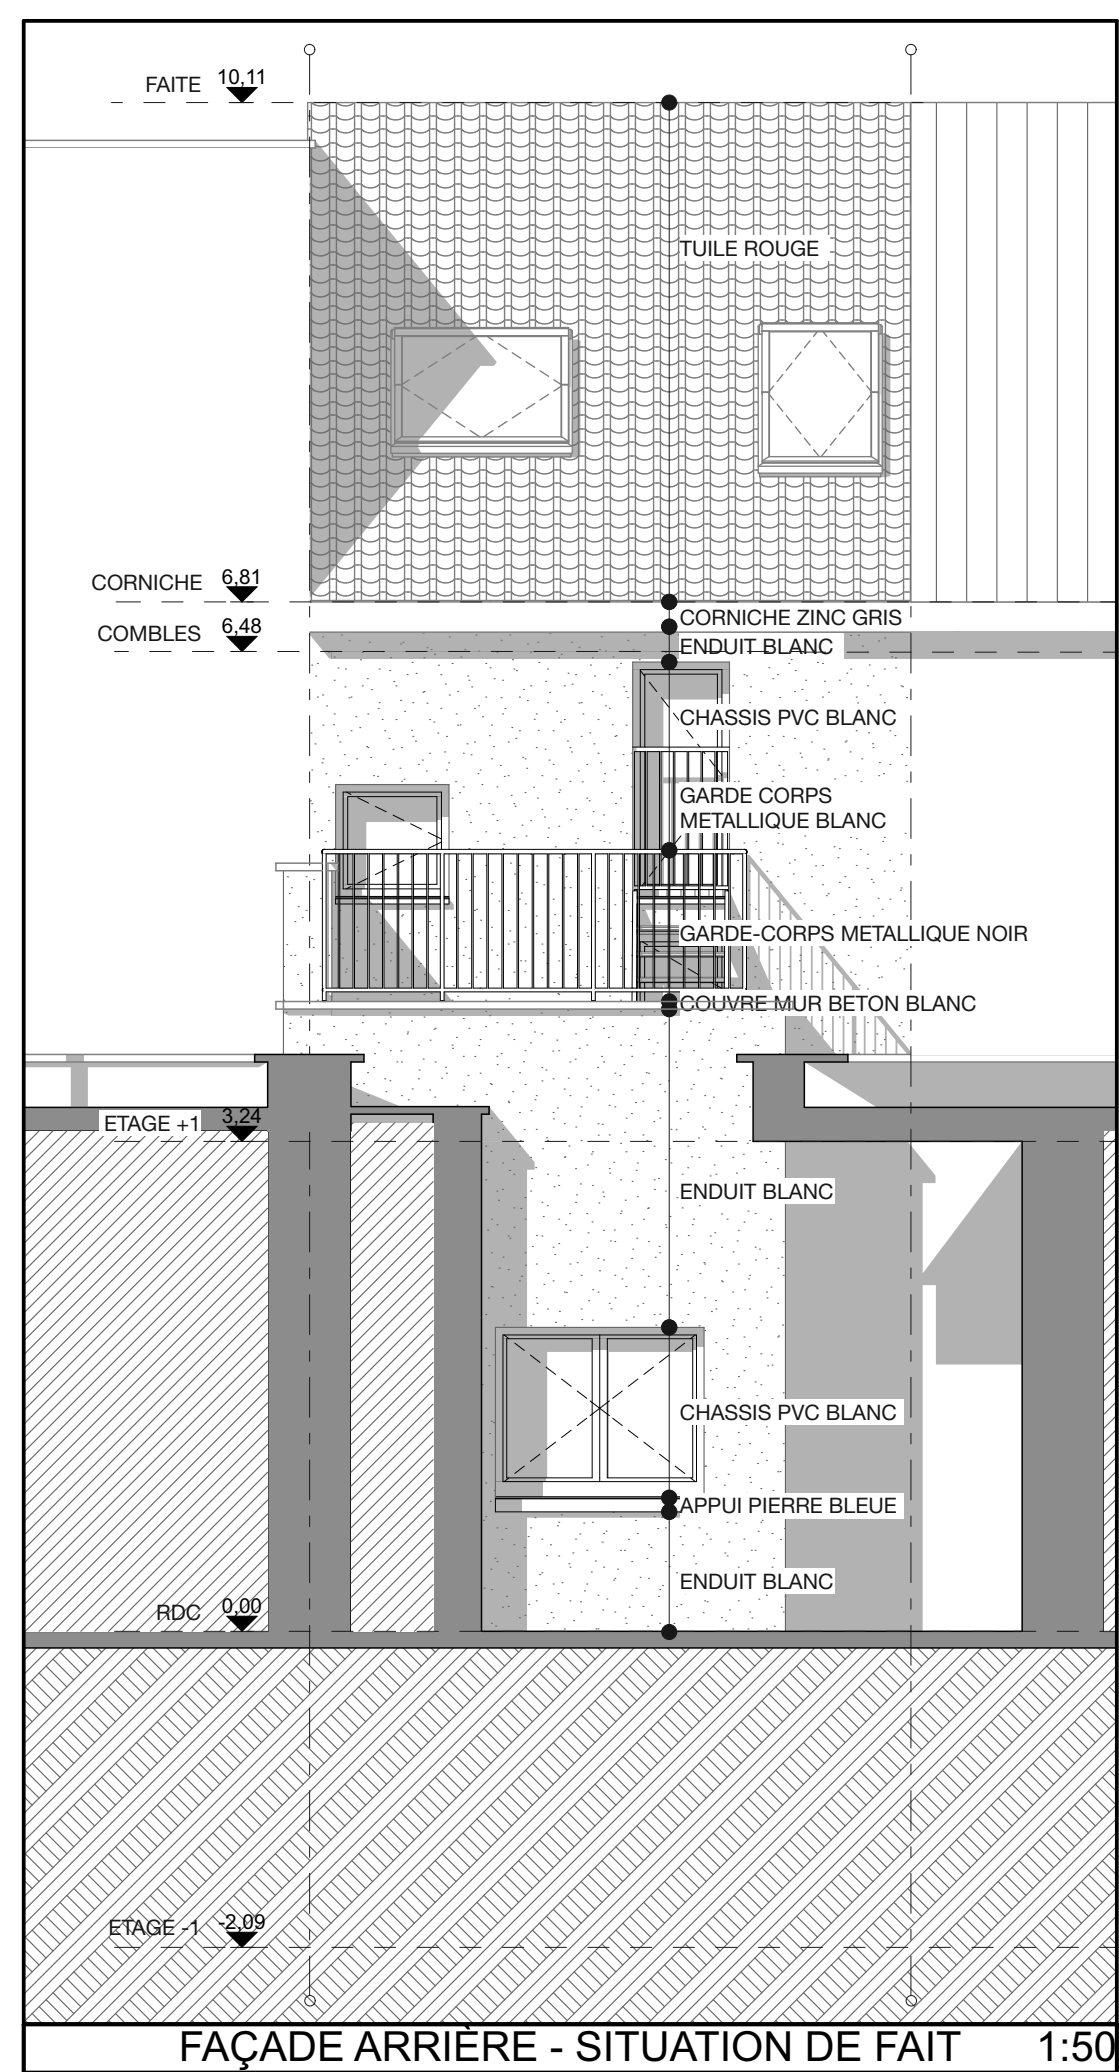 FAITE 10,11
TUILE ROUGE
CORNICHE 6,81
CORNICHE ZINC GRIS
COMBLES 6,48
ENDUIT BLANC
CHASSIS PVC BLANC
GARDE CORPS
METALLIQUE BLANC
GARDE-CORPS METALLIQUE NOIR
COUVRE MUR BETON BLANC
ETAGE +1 3,24
ENDUIT BLANC
CHASSIS PVC BLANC
APPUI PIERRE BLEUE
ENDUIT BLANC
RDC 0,00
ETAGE -1 -2,09
FAÇADE ARRIÈRE - SITUATION DE FAIT 1:50